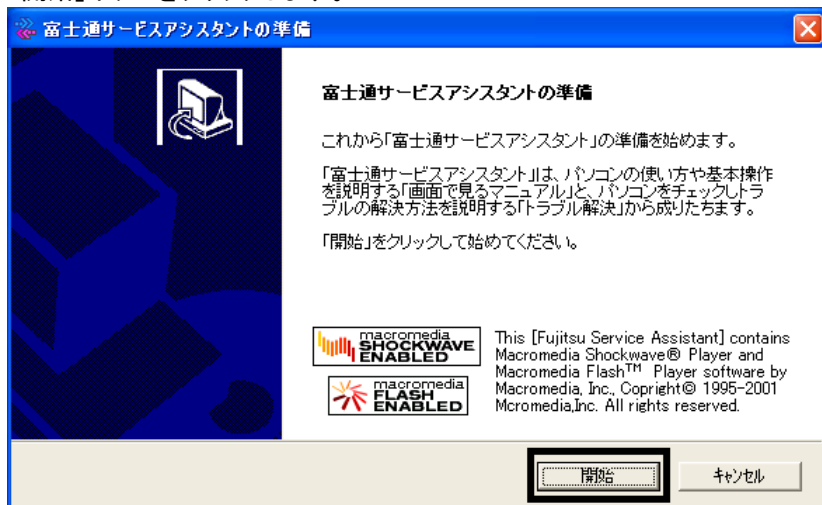 富士通サービスアシスタントの準備
富士通サービスアシスタントの準備
これから「富士通サービスアシスタント」の準備を始めます。
「富士通サービスアシスタント」は、パソコンの使い方や基本操作
を説明する「画面で見るマニュアル」と、パソコンをチェックしトラ
ブルの解決方法を説明する「トラブル解決」から成りたちます。
「開始」をクリックして始めてください。
macromedia
SHOCKWAVE
ENABLED
macromedia
FLASH
ENABLED
This [Fujitsu Service Assistant] contains
Macromedia Shockwave® Player and
Macromedia Flash™ Player software by
Macromedia, Inc., Copright© 1995-2001
Mcromedia,Inc. All rights reserved.
開始
キャンセル